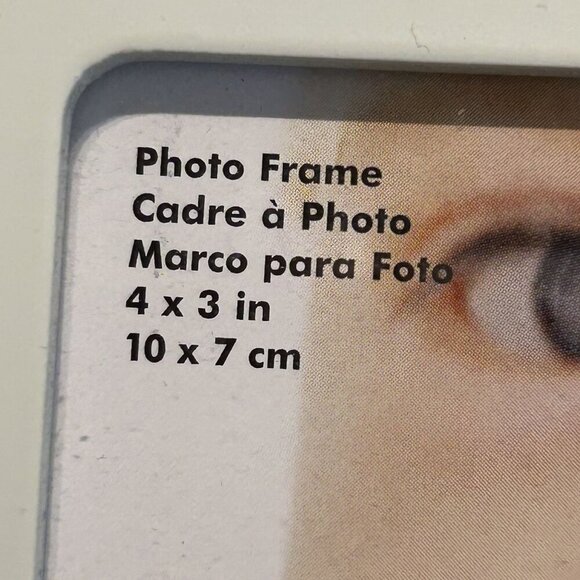 Photo Frame
Cadre à Photo
Marco para Foto
4 x 3 in
10 x 7 cm